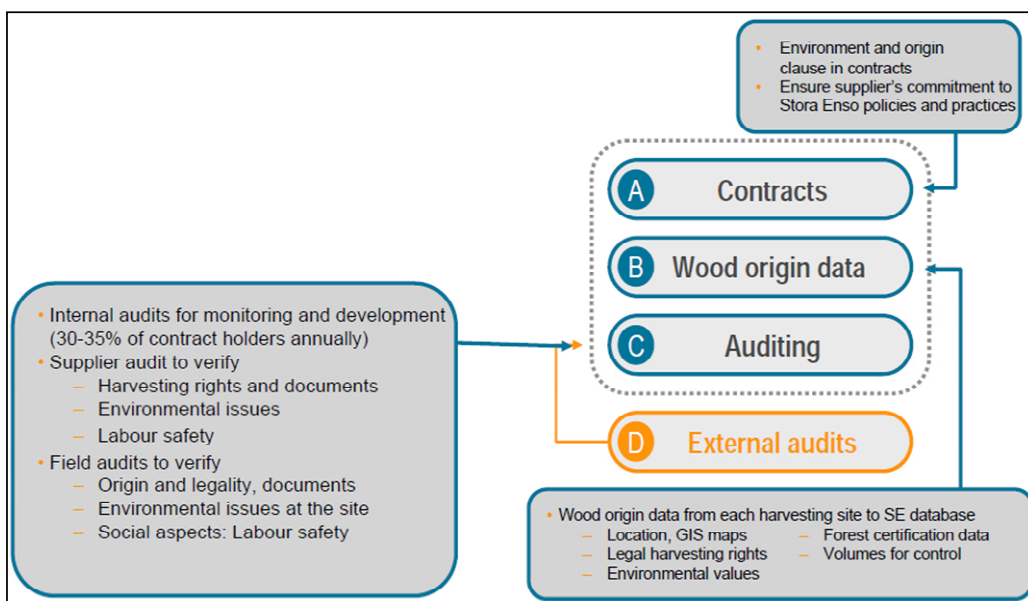 • Environment and origin
clause in contracts
• Ensure supplier's commitment to
Stora Enso policies and practices
A Contracts
B Wood origin data
C Auditing
D External audits
• Internal audits for monitoring and development
(30-35% of contract holders annually)
• Supplier audit to verify
– Harvesting rights and documents
– Environmental issues
– Labour safety
• Field audits to verify
– Origin and legality, documents
– Environmental issues at the site
– Social aspects: Labour safety
• Wood origin data from each harvesting site to SE database
– Location, GIS maps
– Legal harvesting rights
– Environmental values
– Forest certification data
– Volumes for control